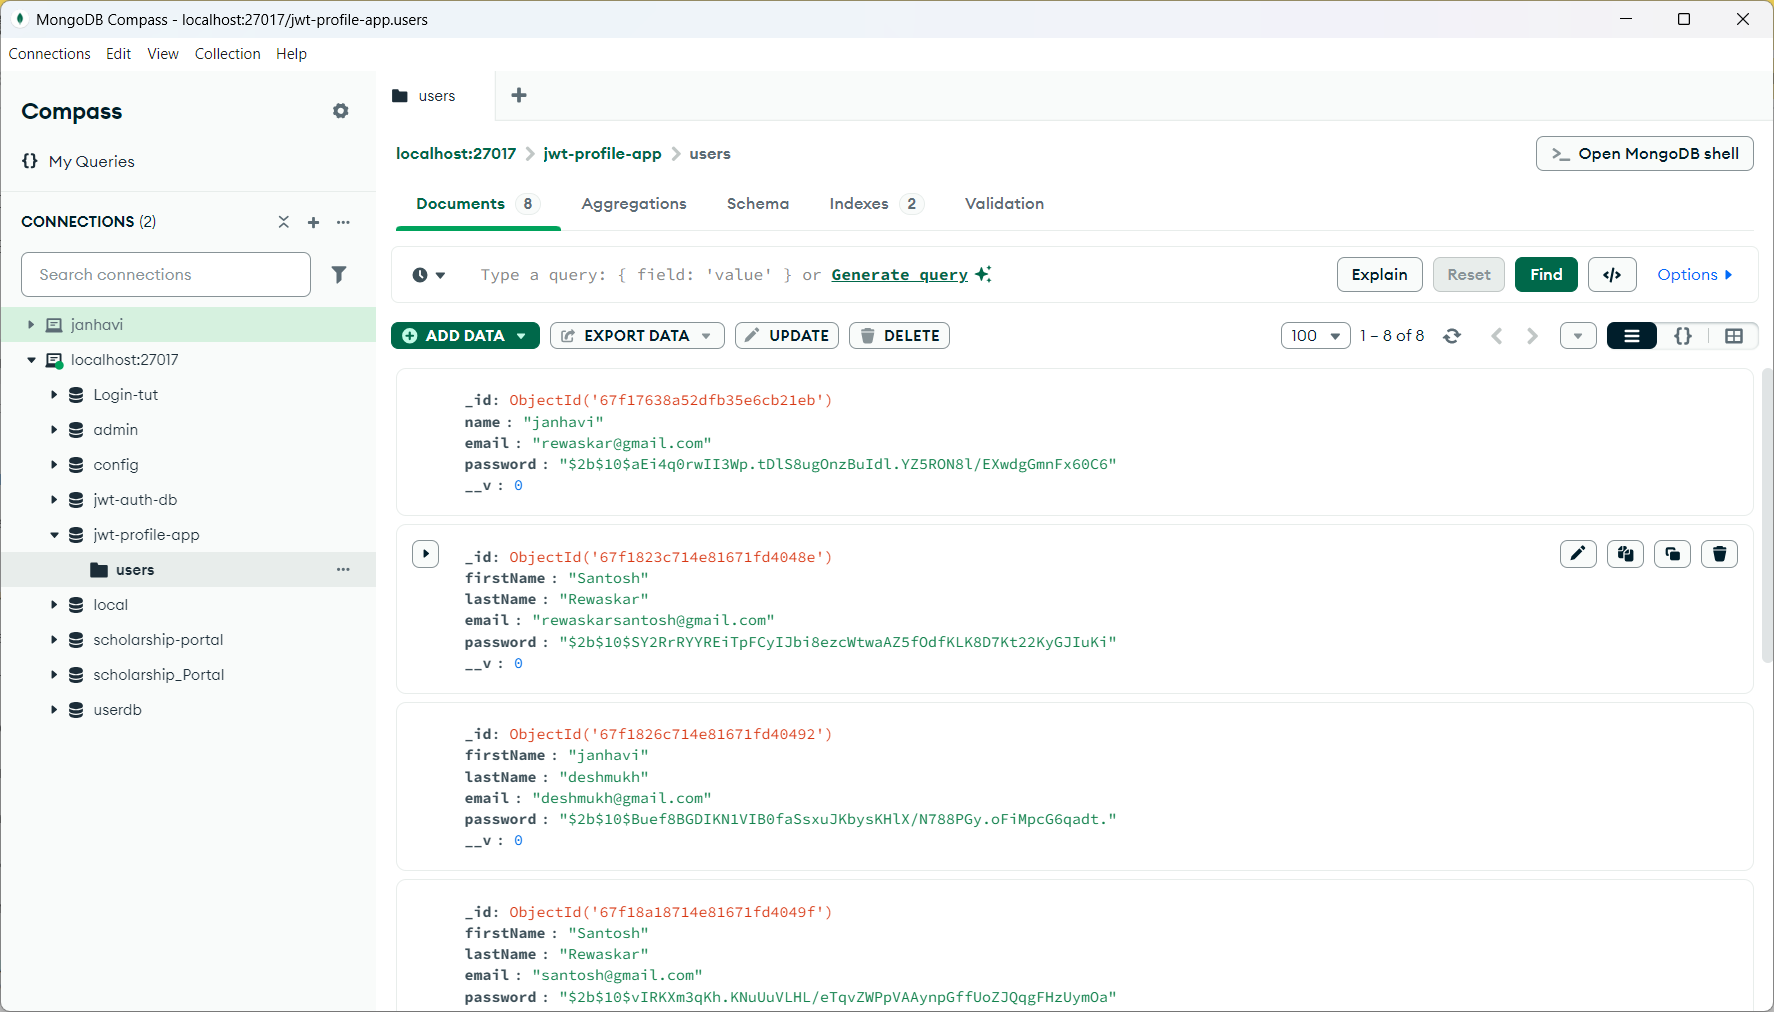 MongoDB Compass - localhost:27017/jwt-profile-app.users
Connections Edit View Collection Help
Compass
My Queries
CONNECTIONS (2)
Search connections
janhavi
localhost:27017
Login-tut
admin
config
jwt-auth-db
jwt-profile-app
users
local
scholarship-portal
scholarship_Portal
userdb
users
localhost:27017 > jwt-profile-app > users
>_ Open MongoDB shell
Documents 8 Aggregations Schema Indexes 2 Validation
Type a query: { field: 'value' } or Generate query
Explain Reset Find </> Options
ADD DATA EXPORT DATA UPDATE DELETE
100 1 – 8 of 8 {}
_id: ObjectId('67f17638a52dfb35e6cb21eb')
name : "janhavi"
email : "rewaskar@gmail.com"
password : "$2b$10$aEi4q0rwII3Wp.tDlS8ugOnzBuIdl.YZ5RON8l/EXwdgGmnFx60C6"
__v : 0
_id: ObjectId('67f1823c714e81671fd4048e')
firstName : "Santosh"
lastName : "Rewaskar"
email : "rewaskarsantosh@gmail.com"
password : "$2b$10$SY2RrRYYREiTpFCyIJbi8ezcWtwaAZ5fOdfKLK8D7Kt22KyGJIuKi"
__v : 0
_id: ObjectId('67f1826c714e81671fd40492')
firstName : "janhavi"
lastName : "deshmukh"
email : "deshmukh@gmail.com"
password : "$2b$10$Buef8BGDIKN1VIB0faSsxuJKbysKHlX/N788PGy.oFiMpcG6qadt."
__v : 0
_id: ObjectId('67f18a18714e81671fd4049f')
firstName : "Santosh"
lastName : "Rewaskar"
email : "santosh@gmail.com"
password : "$2b$10$vIRKXm3qKh.KNuUuVLHL/eTqvZWPpVAAynpGffUoZJQqgFHzUymOa"